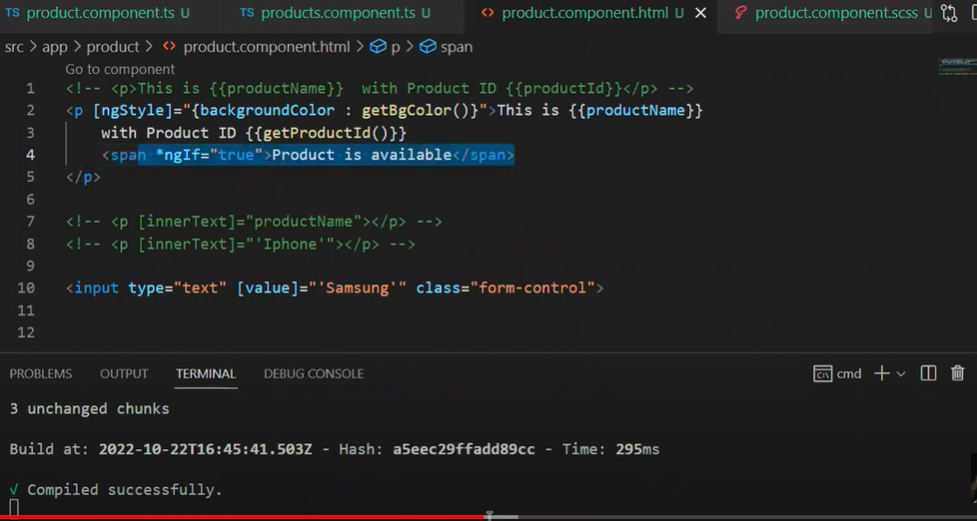 TS product.component.ts U TS products.component.ts U <> product.component.html U × product.component.scss U
src > app > product > <> product.component.html > p > span
Go to component
1 <!-- <p>This is {{productName}}  with Product ID {{productId}}</p> -->
2 <p [ngStyle]="{backgroundColor : getBgColor()}">This is {{productName}}
3 with Product ID {{getProductId()}}
4 <span *ngIf="true">Product is available</span>
5 </p>
6
7 <!-- <p [innerText]="productName"></p> -->
8 <!-- <p [innerText]="'Iphone'"></p> -->
9
10 <input type="text" [value]="'Samsung'" class="form-control">
11
12
PROBLEMS OUTPUT TERMINAL DEBUG CONSOLE cmd
3 unchanged chunks
Build at: 2022-10-22T16:45:41.503Z - Hash: a5eec29ffadd89cc - Time: 295ms
√ Compiled successfully.